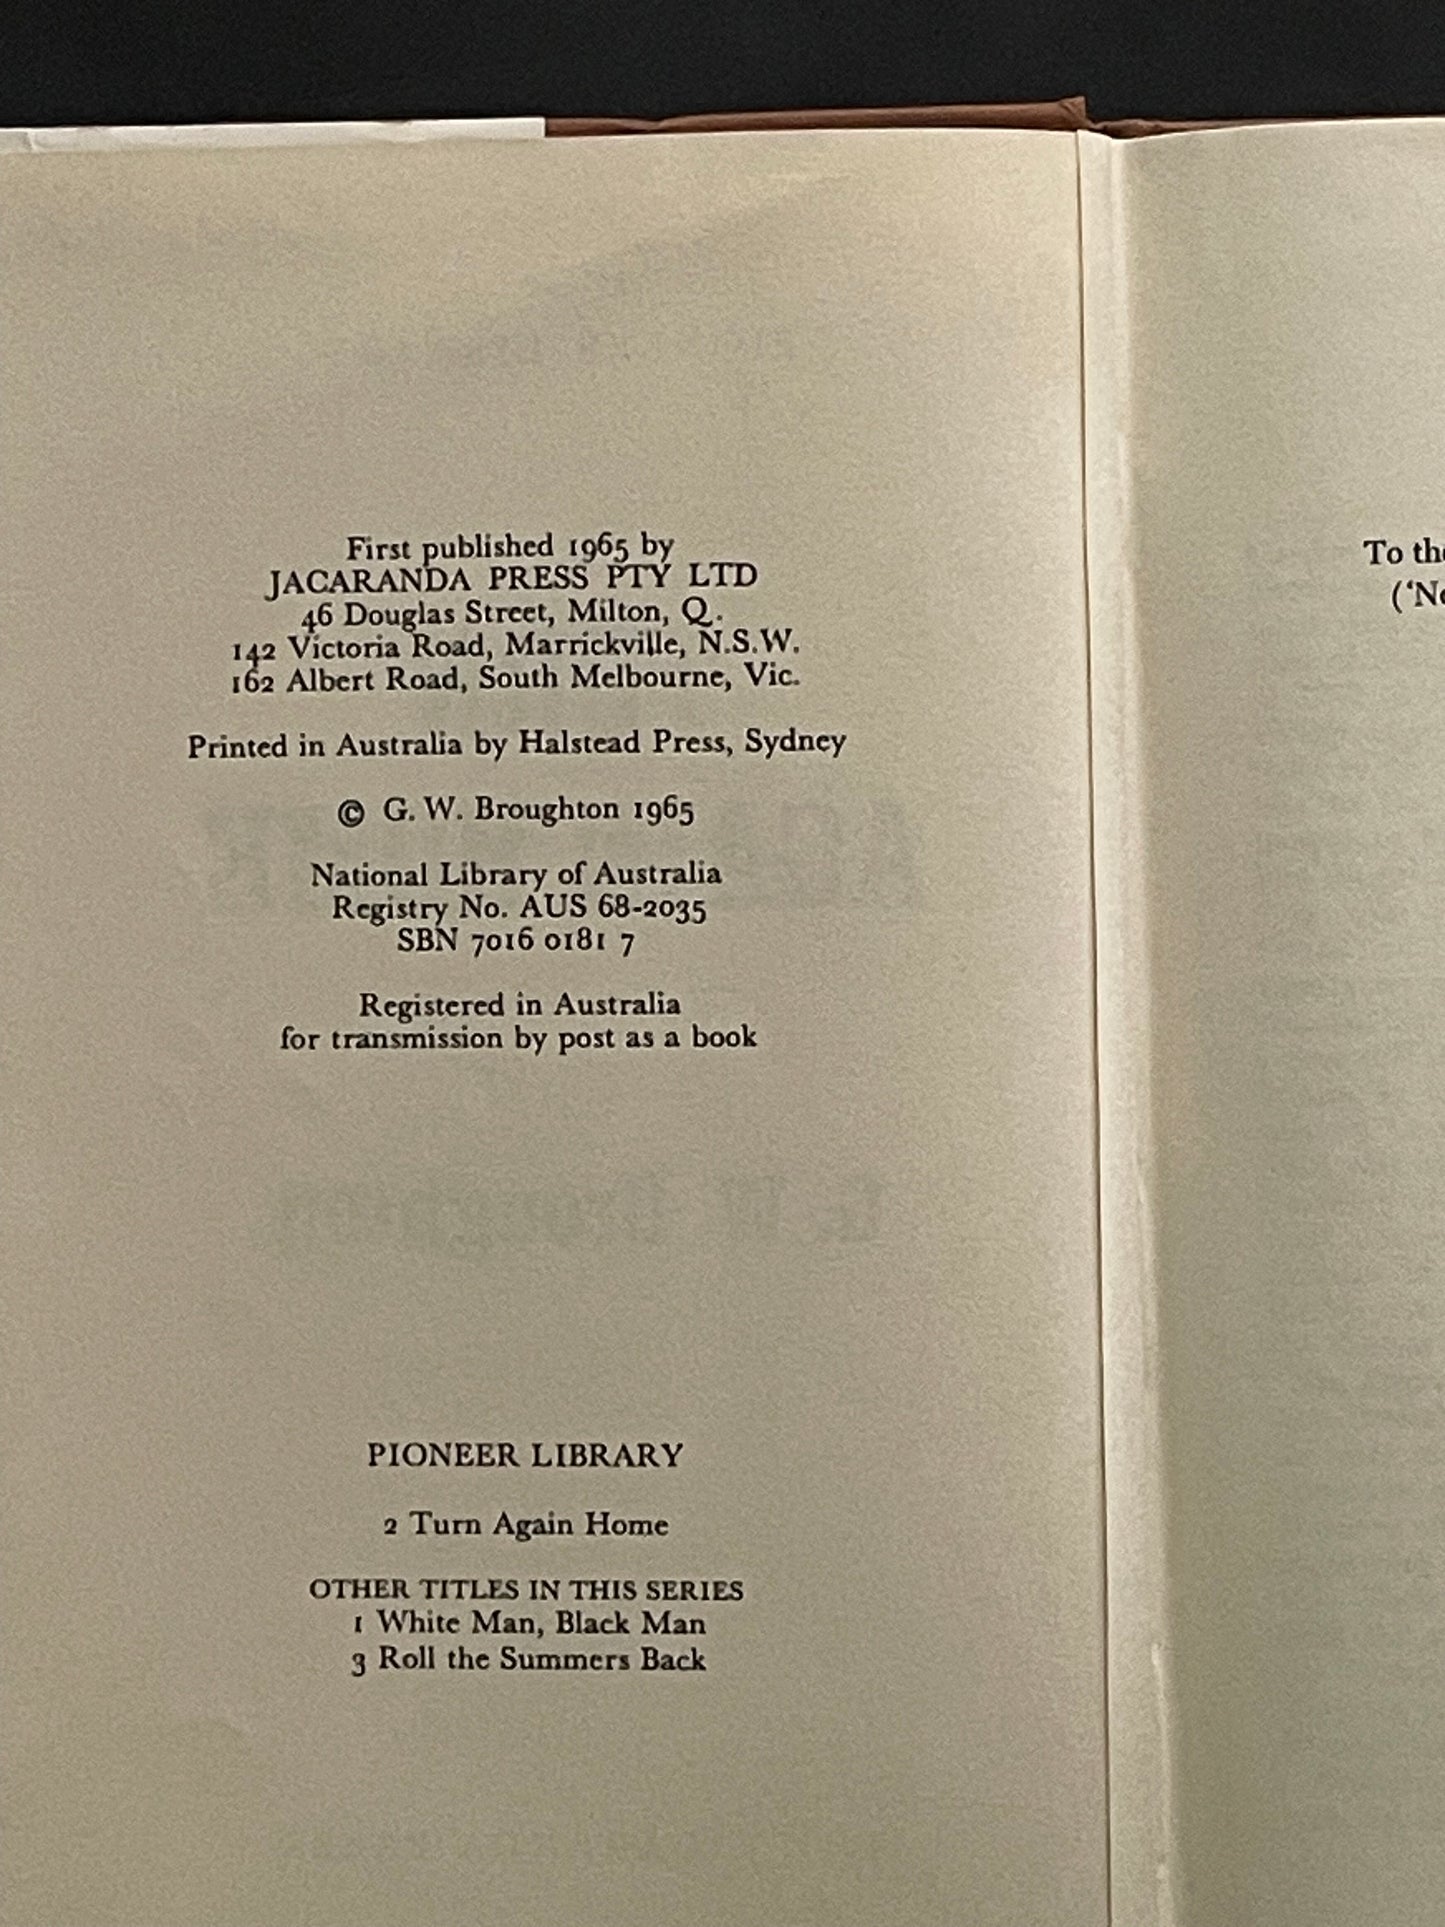 First published 1965 by
JACARANDA PRESS PTY LTD
46 Douglas Street, Milton, Q.
142 Victoria Road, Marrickville, N.S.W.
162 Albert Road, South Melbourne, Vic.
Printed in Australia by Halstead Press, Sydney
© G. W. Broughton 1965
National Library of Australia
Registry No. AUS 68-2035
SBN 7016 0181 7
Registered in Australia
for transmission by post as a book
PIONEER LIBRARY
2 Turn Again Home
OTHER TITLES IN THIS SERIES
1 White Man, Black Man
3 Roll the Summers Back
To